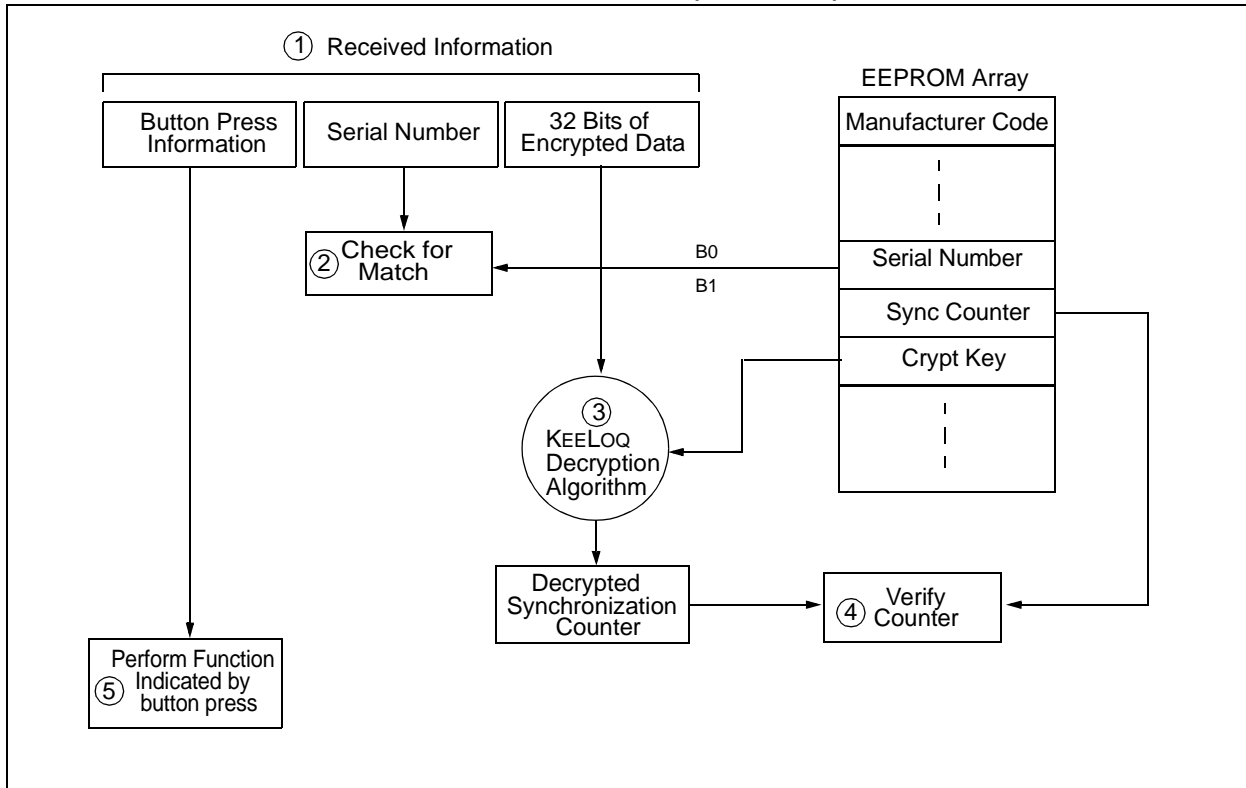 ① Received Information
EEPROM Array
Button Press
Information
Serial Number
32 Bits of
Encrypted Data
Manufacturer Code
② Check for
Match
B0
B1
Serial Number
Sync Counter
Crypt Key
③
KEELOQ
Decryption
Algorithm
Decrypted
Synchronization
Counter
④ Verify
Counter
⑤ Perform Function
Indicated by
button press